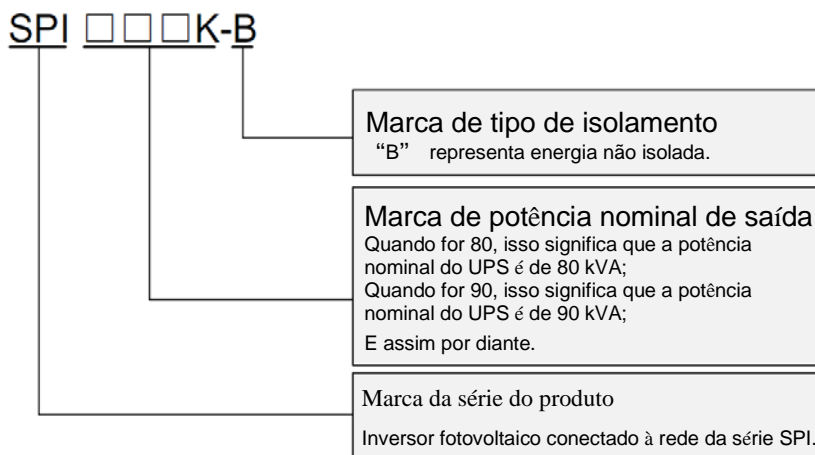 SPI □□□K-B
Marca de tipo de isolamento
“B” representa energia não isolada.
Marca de potência nominal de saída
Quando for 80, isso significa que a potência
nominal do UPS é de 80 kVA;
Quando for 90, isso significa que a potência
nominal do UPS é de 90 kVA;
E assim por diante.
Marca da série do produto
Inversor fotovoltaico conectado à rede da série SPI.